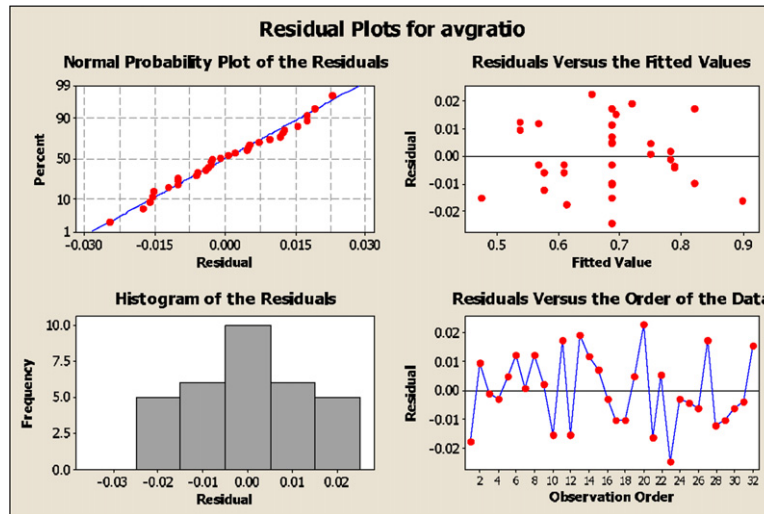 Residual Plots for avgratio
Normal Probability Plot of the Residuals
99
90
50
10
1
Percent
-0.030 -0.015 0.000 0.015 0.030
Residual
Residuals Versus the Fitted Values
0.02
0.01
0.00
-0.01
-0.02
Residual
0.5 0.6 0.7 0.8 0.9
Fitted Value
Histogram of the Residuals
10.0
7.5
5.0
2.5
0.0
Frequency
-0.03 -0.02 -0.01 0.00 0.01 0.02
Residual
Residuals Versus the Order of the Data
0.02
0.01
0.00
-0.01
-0.02
Residual
2 4 6 8 10 12 14 16 18 20 22 24 26 28 30 32
Observation Order